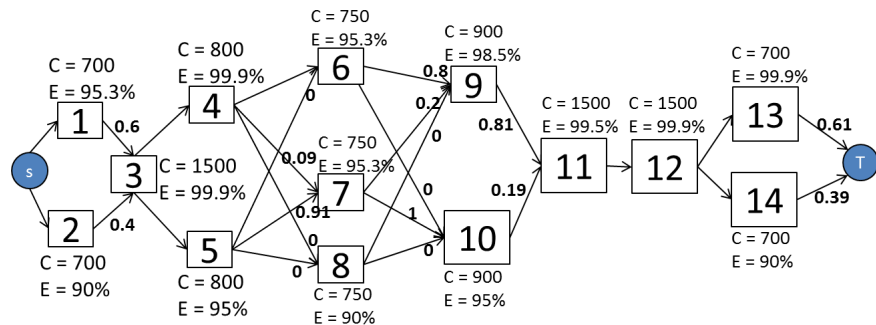 C = 750
E = 95.3%
6
C = 900
E = 98.5%
9
C = 700
E = 99.9%
13
C = 800
E = 99.9%
4
C = 700
E = 95.3%
1
0.6
0
0.8
0.2
0
0.81
C = 1500
E = 99.5%
11
C = 1500
E = 99.9%
12
0.61
s
3
C = 1500
E = 99.9%
0.09
C = 750
E = 95.3%
7
0.91
0
1
0.19
T
0.39
14
C = 700
E = 90%
2
0.4
C = 700
E = 90%
5
C = 800
E = 95%
0
0
8
C = 750
E = 90%
0
10
C = 900
E = 95%